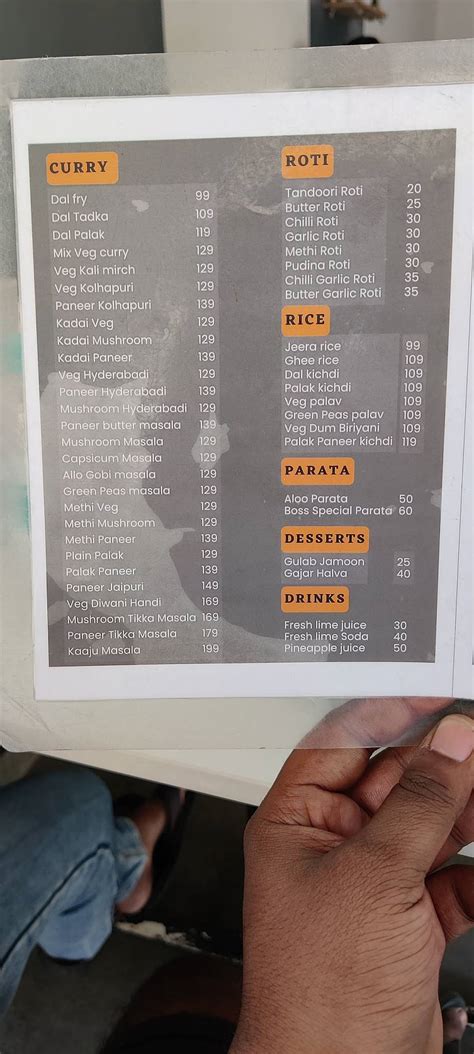 CURRY
Dal fry 99
Dal Tadka 109
Dal Palak 119
Mix Veg curry 129
Veg Kali mirch 129
Veg Kolhapuri 129
Paneer Kolhapuri 139
Kadai Veg 129
Kadai Mushroom 129
Kadai Paneer 139
Veg Hyderabadi 129
Paneer Hyderabadi 139
Mushroom Hyderabadi 129
Paneer butter masala 139
Mushroom Masala 129
Capsicum Masala 129
Allo Gobi masala 129
Green Peas masala 129
Methi Veg 129
Methi Mushroom 129
Methi Paneer 139
Plain Palak 129
Palak Paneer 139
Paneer Jaipuri 149
Veg Diwani Handi 169
Mushroom Tikka Masala 169
Paneer Tikka Masala 179
Kaaju Masala 199
ROTI
Tandoori Roti 20
Butter Roti 25
Chilli Roti 30
Garlic Roti 30
Methi Roti 30
Pudina Roti 30
Chilli Garlic Roti 35
Butter Garlic Roti 35
RICE
Jeera rice 99
Ghee rice 109
Dal kichdi 109
Palak kichdi 109
Veg palav 109
Green Peas palav 109
Veg Dum Biriyani 109
Palak Paneer kichdi 119
PARATA
Aloo Parata 50
Boss Special Parata 60
DESSERTS
Gulab Jamoon 25
Gajar Halva 40
DRINKS
Fresh lime juice 30
Fresh lime Soda 40
Pineapple juice 50